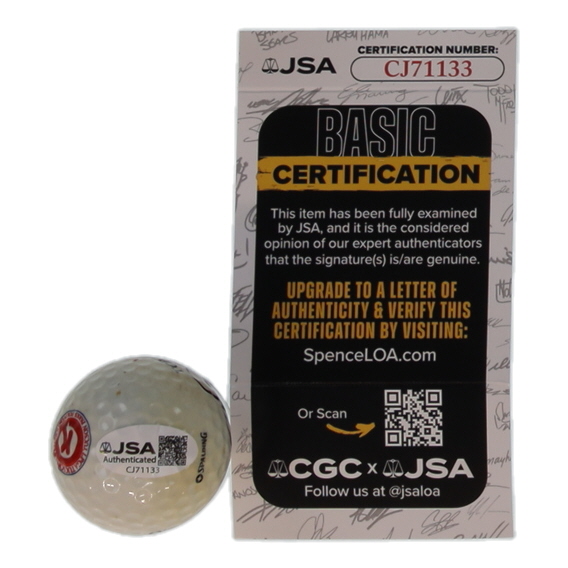 JSA
CERTIFICATION NUMBER:
CJ71133
BASIC
CERTIFICATION
This item has been fully examined
by JSA, and it is the considered
opinion of our expert authenticators
that the signature(s) is/are genuine.
UPGRADE TO A LETTER OF
AUTHENTICITY & VERIFY THIS
CERTIFICATION BY VISITING:
SpenceLOA.com
Or Scan
CGC x JSA
Follow us at @jsaloa
JSA
Authenticated
CJ71133
SPALDING